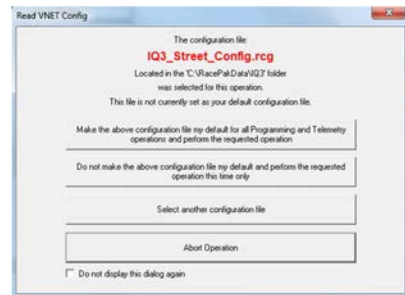 Read VNET Config
The configuration file:
IQ3_Street_Config.rcg
Located in the 'C:\RacePak\Data\IQ3' folder
was selected for this operation.
This file is not currently set as your default configuration file.
Make the above configuration file my default for all Programming and Telemetry
operations and perform the requested operation
Do not make the above configuration file my default and perform the requested
operation this time only
Select another configuration file
Abort Operation
Do not display this dialog again